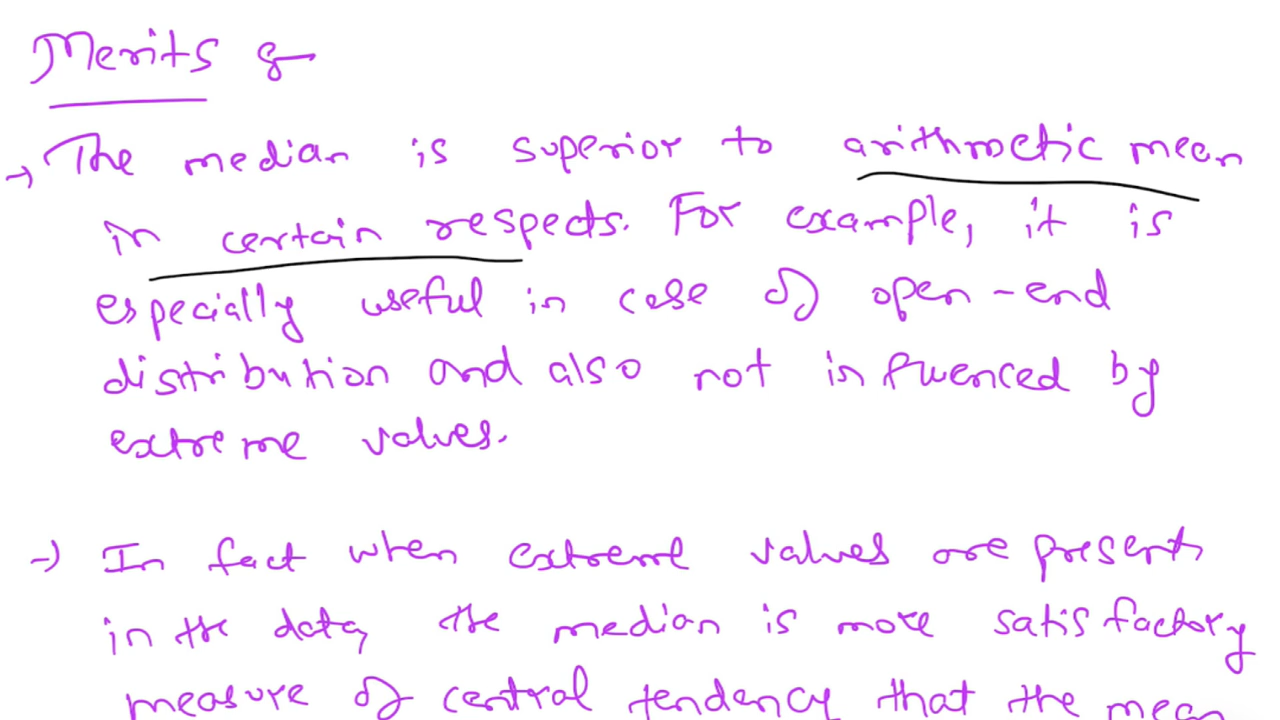 Merits :-
→ The median is superior to arithmetic mean
in certain respects. For example, it is
especially useful in case of open-end
distribution and also not influenced by
extreme values.
→ In fact when extreme values are present
in the data, the median is more satisfactory
measure of central tendency that the mean